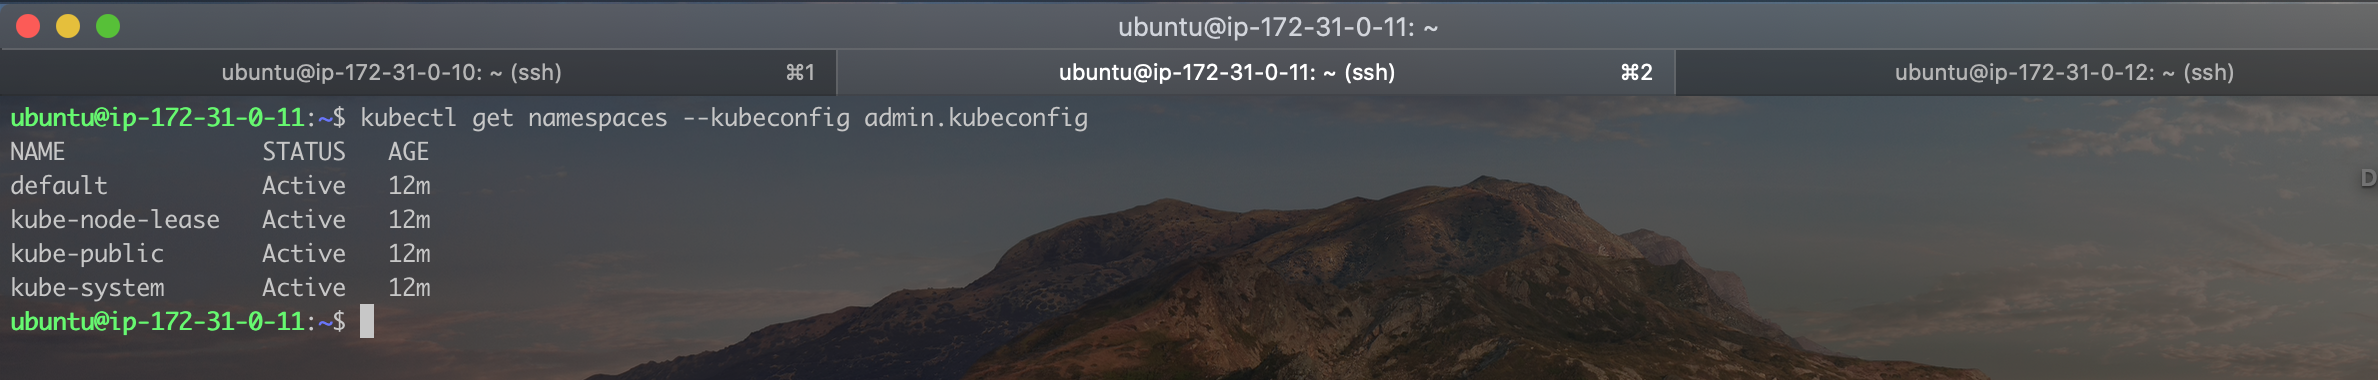 ubuntu@ip-172-31-0-11: ~
ubuntu@ip-172-31-0-10: ~ (ssh) ⌘1 ubuntu@ip-172-31-0-11: ~ (ssh) ⌘2 ubuntu@ip-172-31-0-12: ~ (ssh)
ubuntu@ip-172-31-0-11:~$ kubectl get namespaces --kubeconfig admin.kubeconfig
NAME STATUS AGE
default Active 12m
kube-node-lease Active 12m
kube-public Active 12m
kube-system Active 12m
ubuntu@ip-172-31-0-11:~$